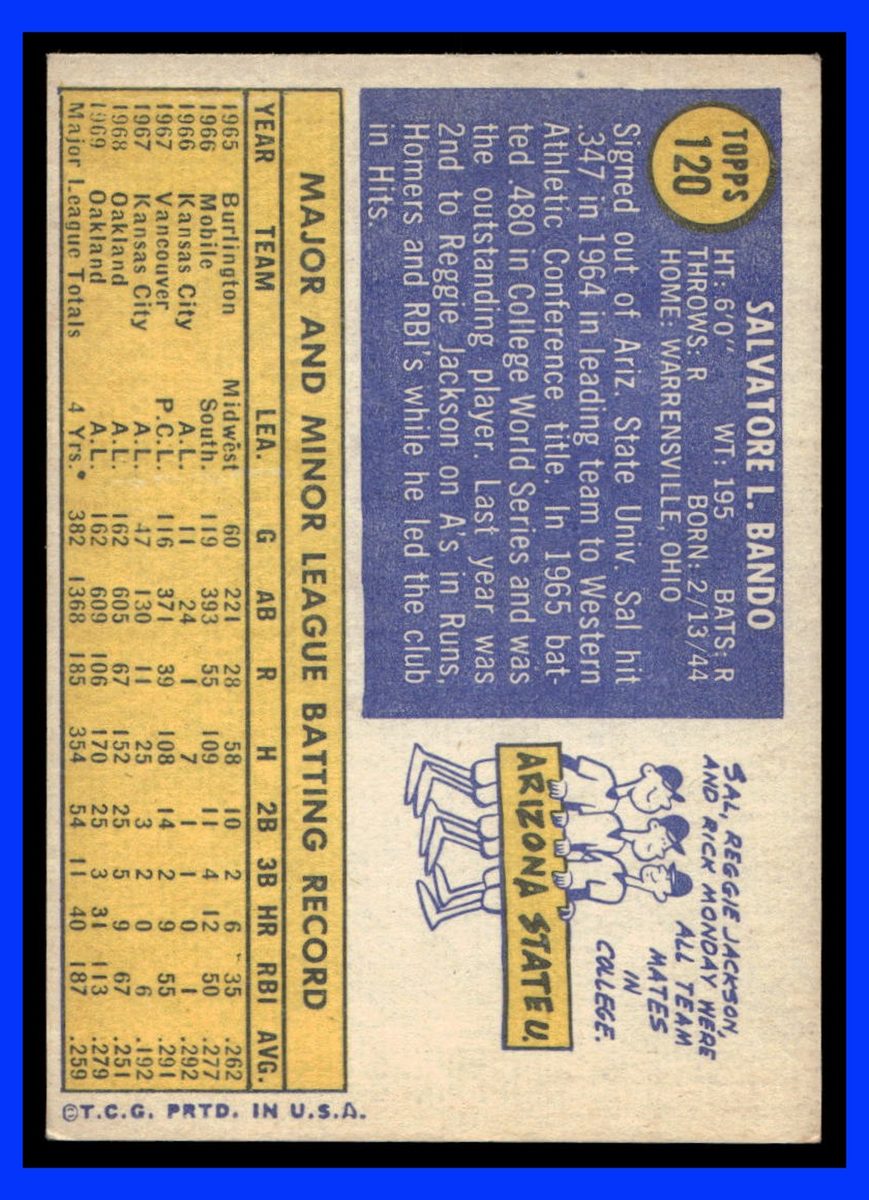 TOPPS
120
SALVATORE L. BANDO
HT: 6'0" WT: 195 BATS: R
THROWS: R BORN: 2/13/44
HOME: WARRENSVILLE, OHIO
Signed out of Ariz. State Univ. Sal hit
.347 in 1964 in leading team to Western
Athletic Conference title. In 1965 bat-
ted .480 in College World Series and was
the outstanding player. Last year was
2nd to Reggie Jackson on A's in Runs,
Homers and RBI's while he led the club
in Hits.
SAL, REGGIE JACKSON,
AND RICK MONDAY WERE
ALL TEAM
MATES
IN
COLLEGE.
ARIZONA STATE U.
MAJOR AND MINOR LEAGUE BATTING RECORD
YEAR TEAM LEA. G AB R H 2B 3B HR RBI AVG.
1965 Burlington Midwest 60 221 28 58 10 2 6 35 .262
1966 Mobile South. 119 393 55 109 11 4 12 50 .277
1966 Kansas City A.L. 11 24 1 7 1 1 0 1 .292
1967 Vancouver P.C.L. 116 371 39 108 14 2 9 55 .291
1967 Kansas City A.L. 47 130 11 25 3 2 0 6 .192
1968 Oakland A.L. 162 605 67 152 25 5 9 67 .251
1969 Oakland A.L. 162 609 106 170 25 3 31 113 .279
Major League Totals 4 Yrs. 382 1368 185 354 54 11 40 187 .259
©T.C.G. PRTD. IN U.S.A.